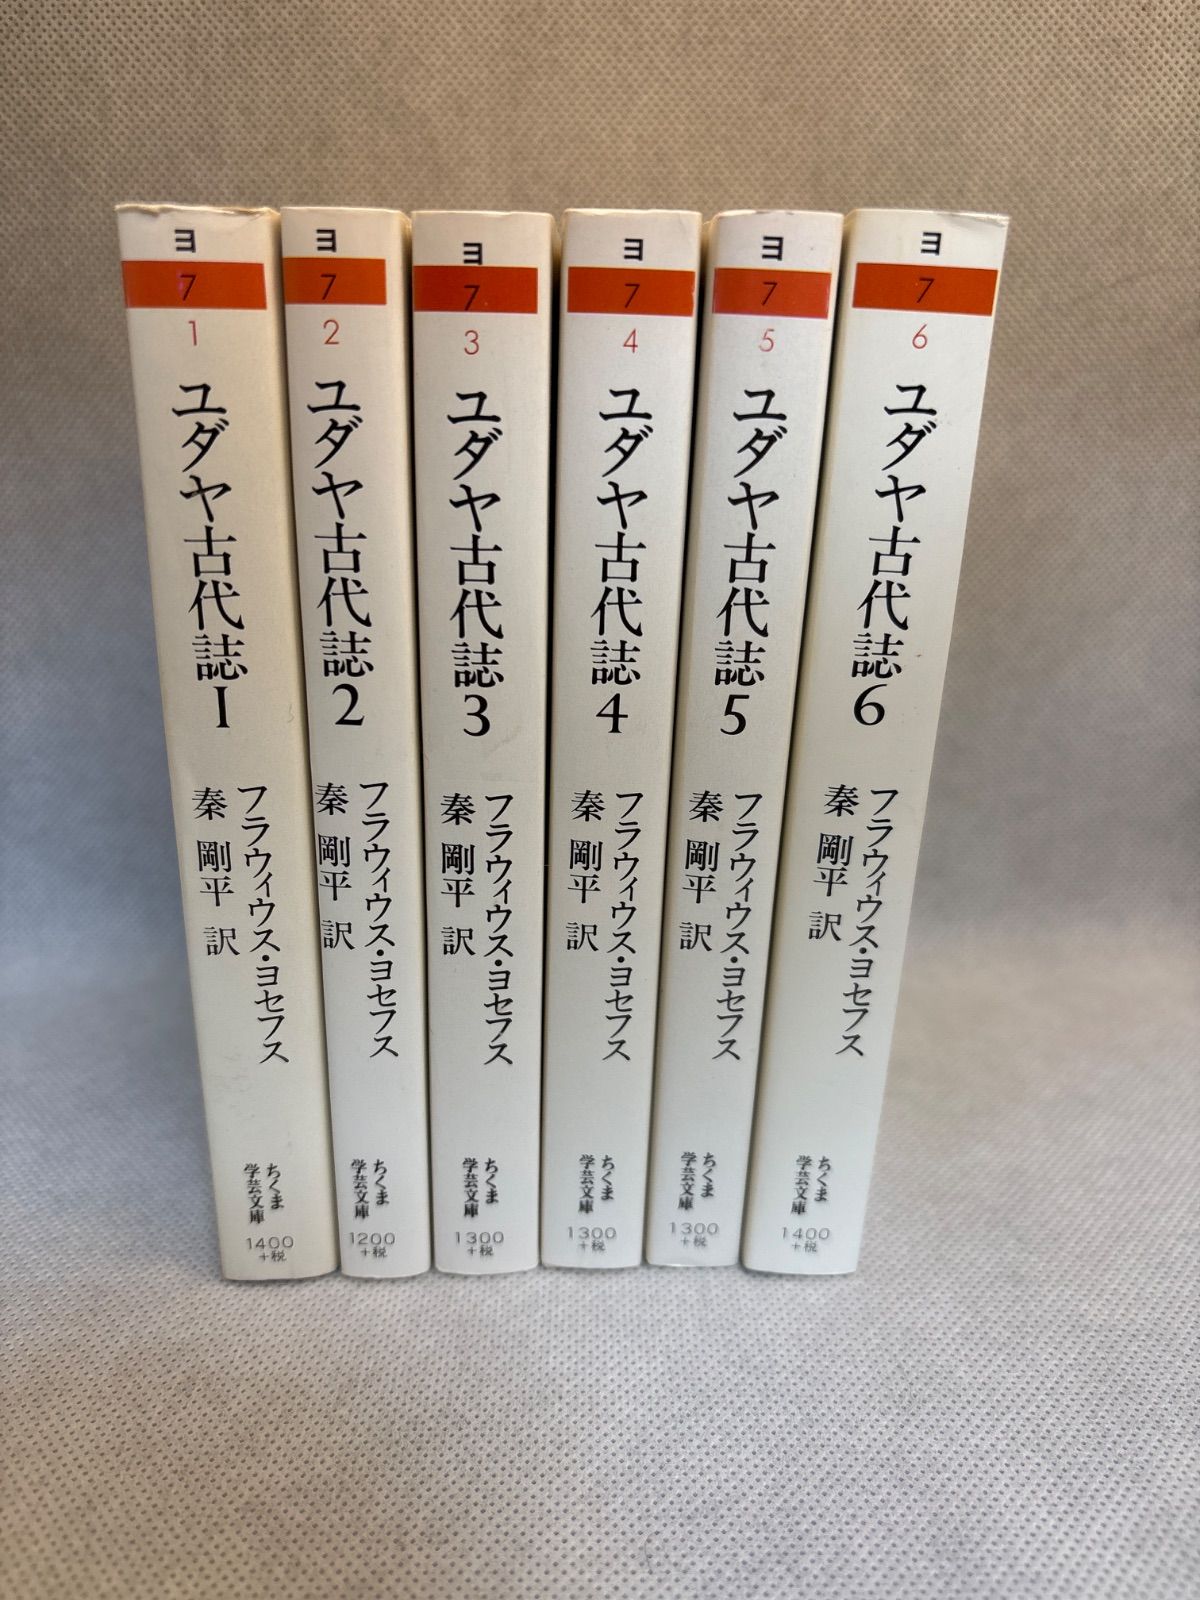 ヨ
7
1
ユダヤ古代誌1
フラウィウス・ヨセフス
秦 剛平 訳
ちくま
学芸文庫
1400
+税
ヨ
7
2
ユダヤ古代誌2
フラウィウス・ヨセフス
秦 剛平 訳
ちくま
学芸文庫
1200
+税
ヨ
7
3
ユダヤ古代誌3
フラウィウス・ヨセフス
秦 剛平 訳
ちくま
学芸文庫
1300
+税
ヨ
7
4
ユダヤ古代誌4
フラウィウス・ヨセフス
秦 剛平 訳
ちくま
学芸文庫
1300
+税
ヨ
7
5
ユダヤ古代誌5
フラウィウス・ヨセフス
秦 剛平 訳
ちくま
学芸文庫
1300
+税
ヨ
7
6
ユダヤ古代誌6
フラウィウス・ヨセフス
秦 剛平 訳
ちくま
学芸文庫
1400
+税